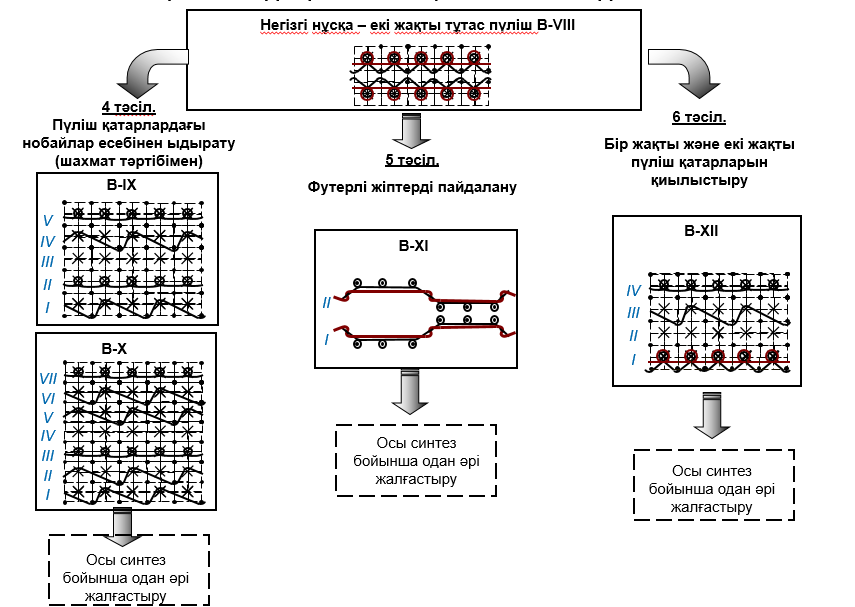 Негізгі нұсқа – екі жақты тұтас пүліш B-VIII
4 тәсіл.
Пүліш қатарлардағы
нобайлар есебінен ыдырату
(шахмат тәртібімен)
B-IX
V
IV
III
II
I
B-X
VII
VI
V
IV
III
II
I
Осы синтез
бойынша одан әрі
жалғастыру
5 тәсіл.
Футерлі жіптерді пайдалану
B-XI
II
I
Осы синтез
бойынша одан әрі
жалғастыру
6 тәсіл.
Бір жақты және екі жақты
пүліш қатарларын
қиылыстыру
B-XII
IV
III
II
I
Осы синтез
бойынша одан әрі
жалғастыру